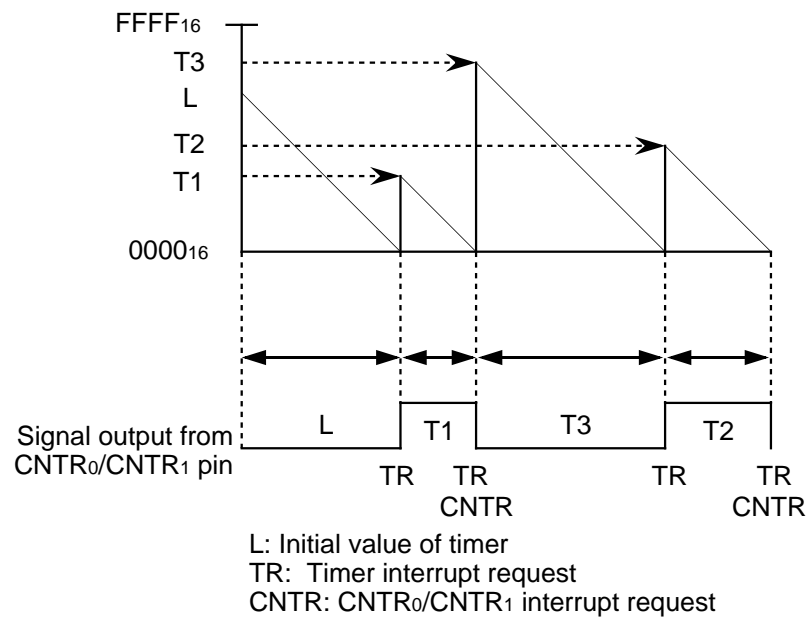 FFFF16
T3
L
T2
T1
000016
Signal output from
CNTR0/CNTR1 pin
L T1 T3 T2
TR TR TR TR
CNTR CNTR
L: Initial value of timer
TR: Timer interrupt request
CNTR: CNTR0/CNTR1 interrupt request